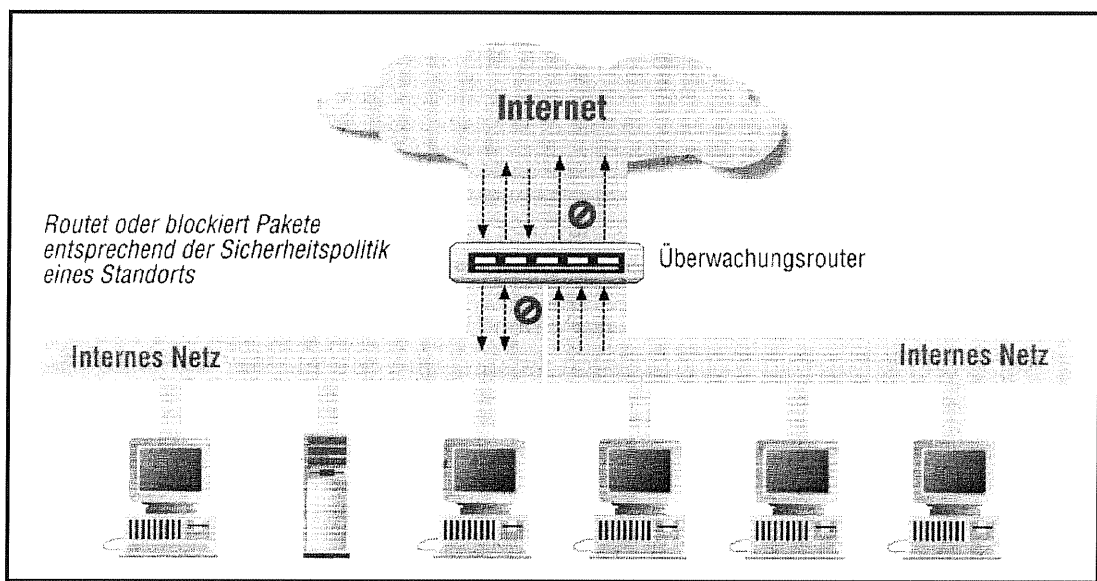 Internet
Routet oder blockiert Pakete
entsprechend der Sicherheitspolitik
eines Standorts
Überwachungsrouter
Internes Netz
Internes Netz